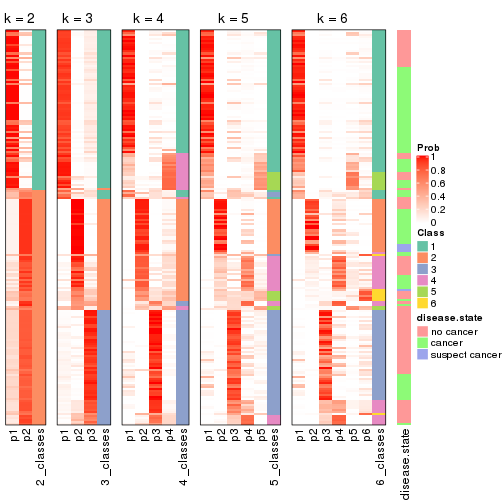 k = 2
k = 3
k = 4
k = 5
k = 6
Prob
1
0.8
0.6
0.4
0.2
0
Class
1
2
3
4
5
6
disease.state
no cancer
cancer
suspect cancer
p1
p2
2_classes
p1
p2
p3
3_classes
p1
p2
p3
p4
4_classes
p1
p2
p3
p4
p5
5_classes
p1
p2
p3
p4
p5
p6
6_classes
disease.state